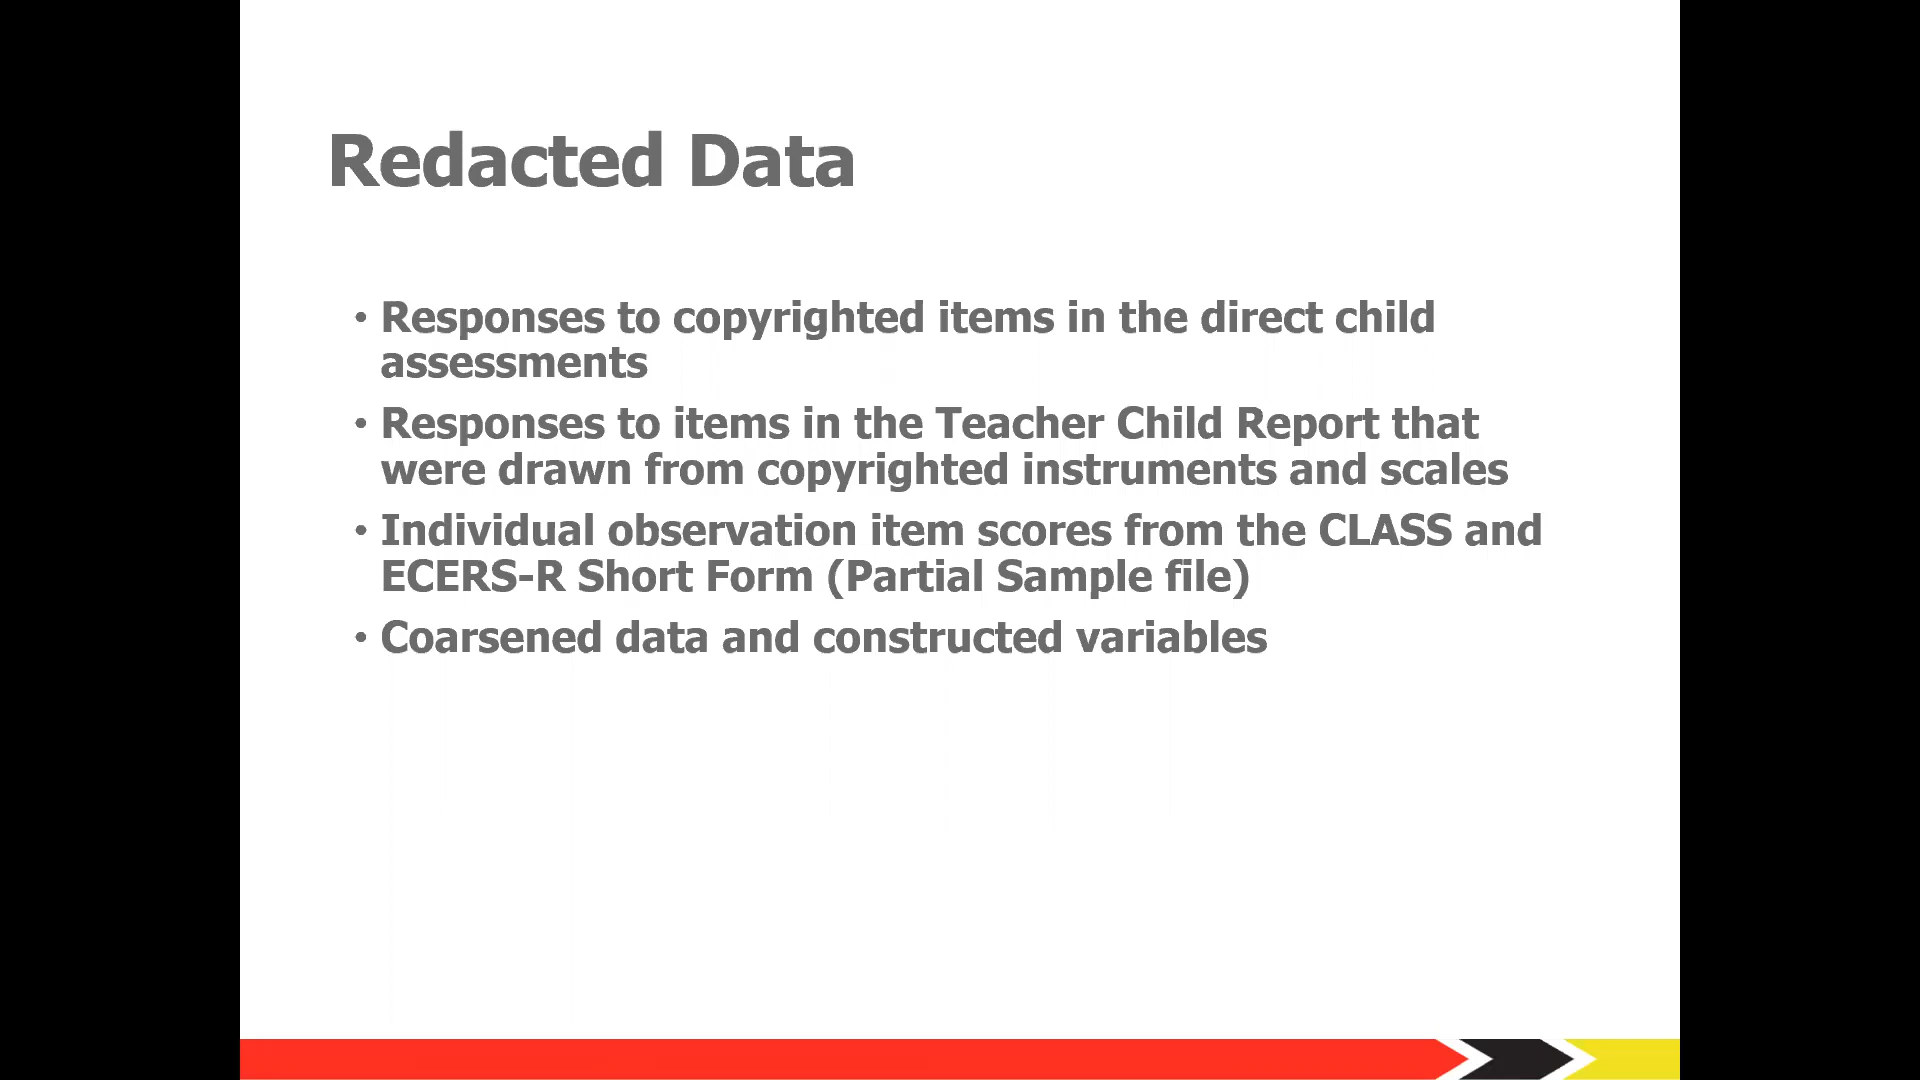 Redacted Data
• Responses to copyrighted items in the direct child
assessments
• Responses to items in the Teacher Child Report that
were drawn from copyrighted instruments and scales
• Individual observation item scores from the CLASS and
ECERS-R Short Form (Partial Sample file)
• Coarsened data and constructed variables